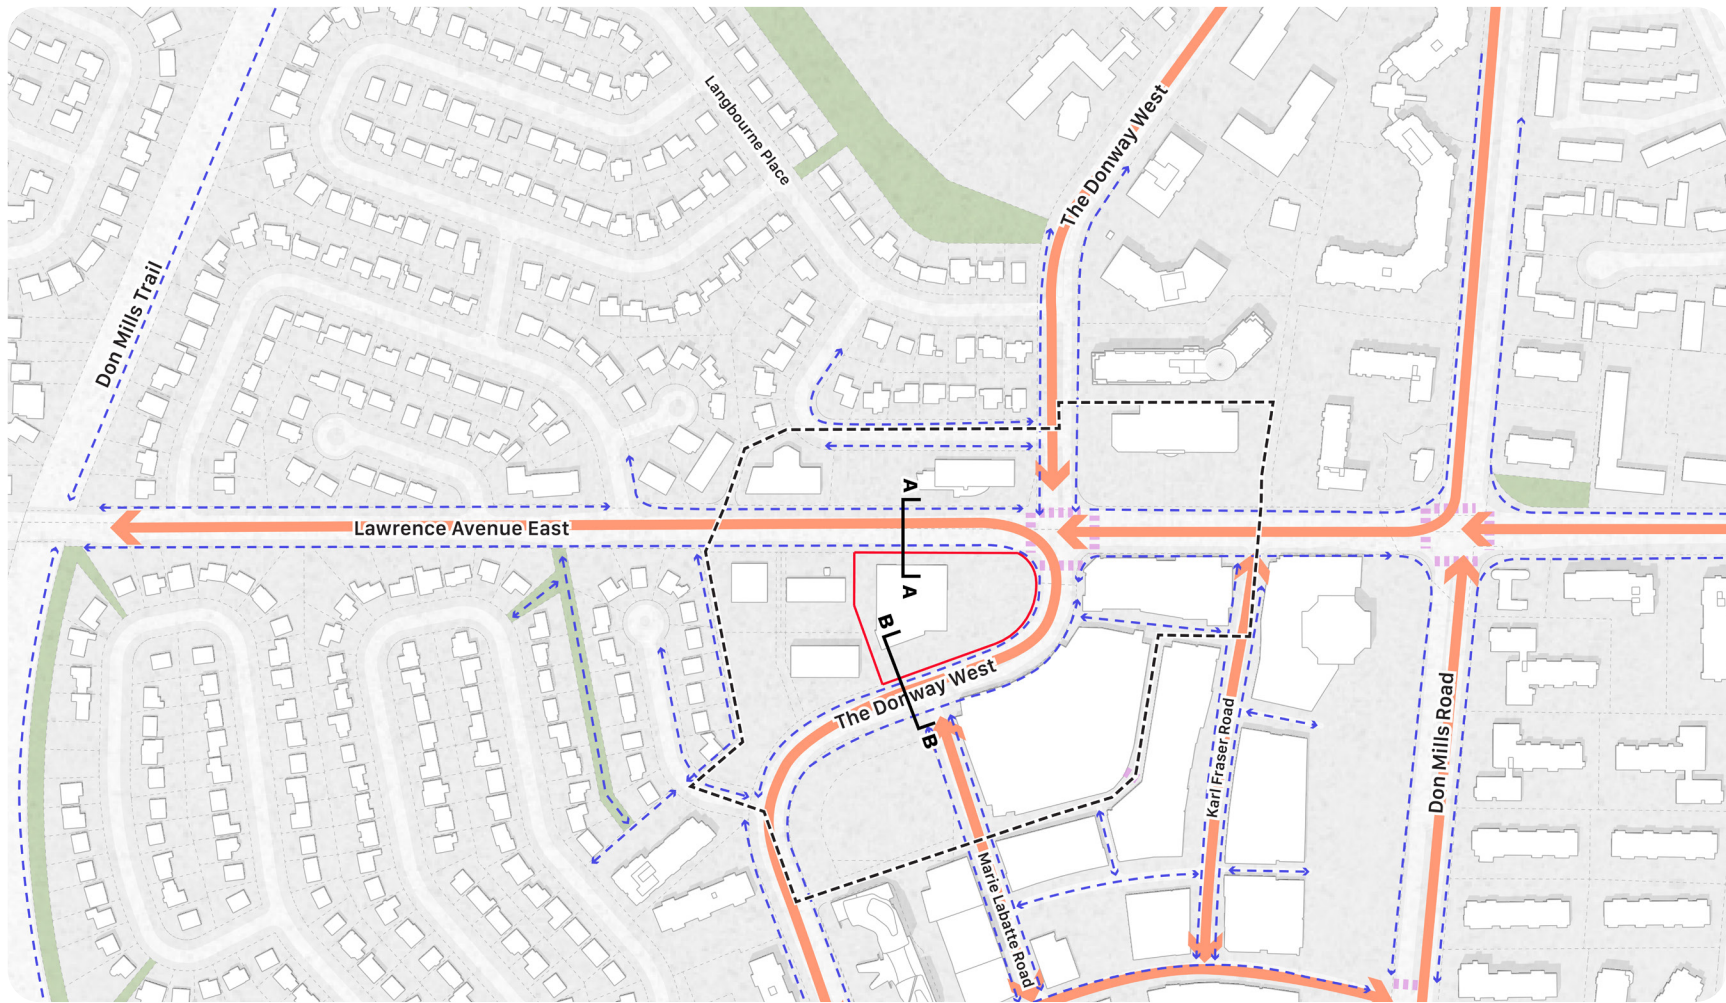 Langbourne Place
The Donway West
Don Mills Trail
A
Lawrence Avenue East
A
B
The Donway West
B
Karl Fraser Road
Don Mills Road
Marie Labatte Road